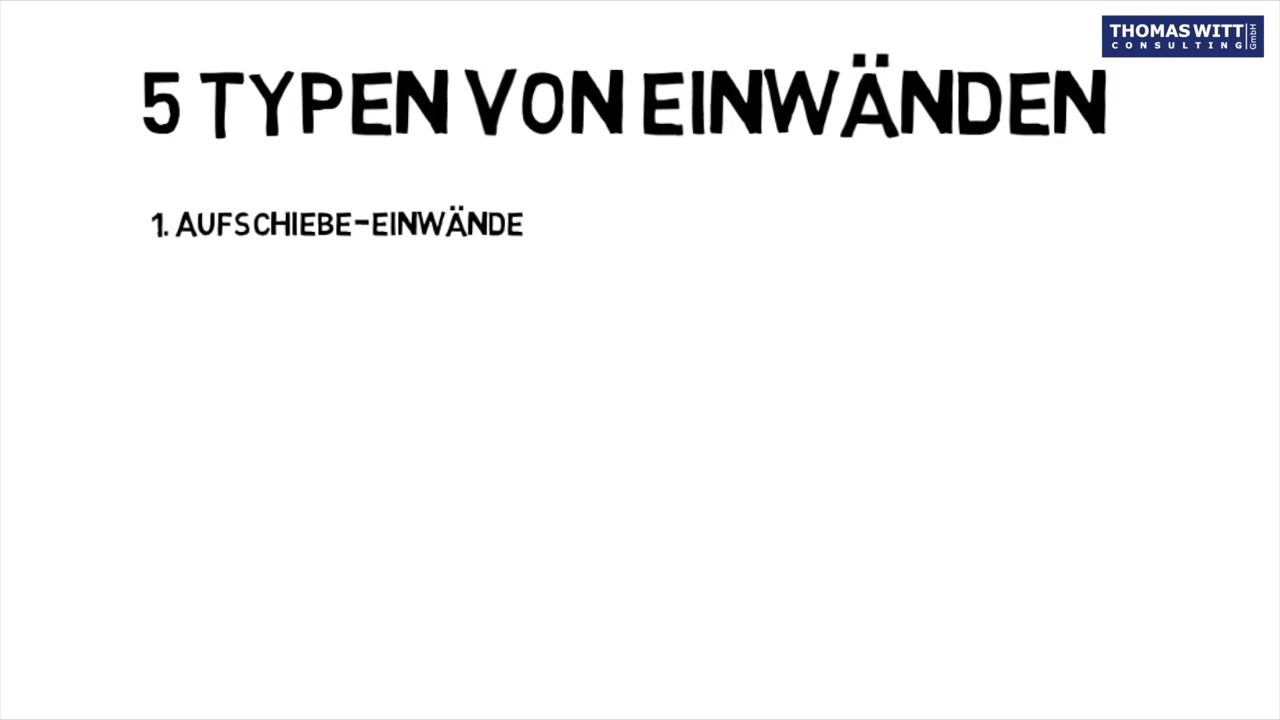 THOMAS WITT
CONSULTING GmbH
5 TYPEN VON EINWÄNDEN
1. AUFSCHIEBE-EINWÄNDE